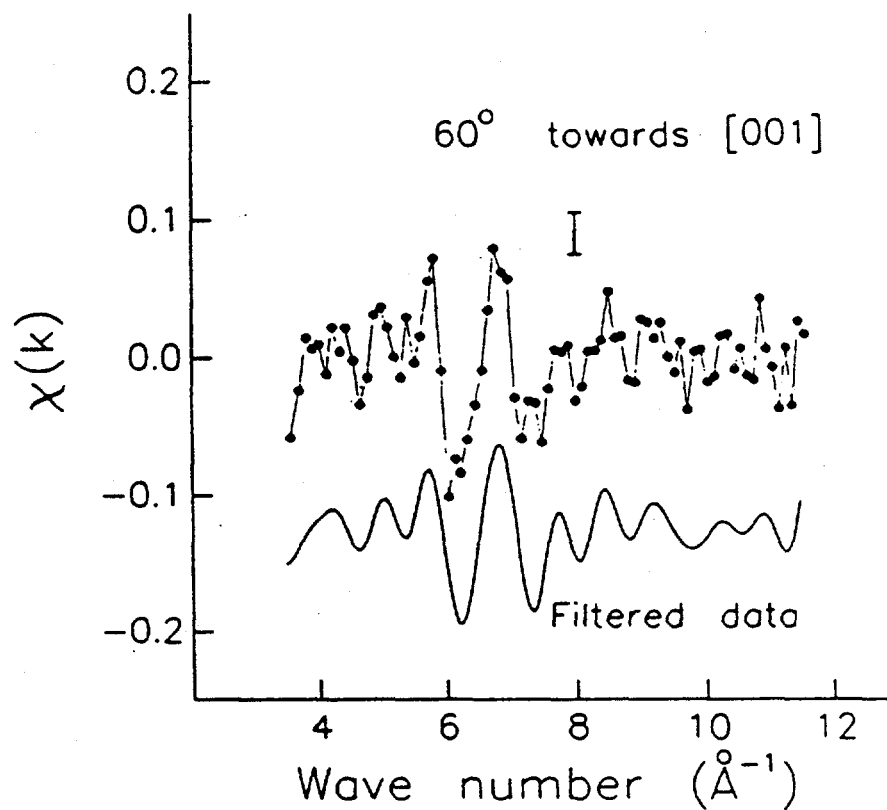 0.2
60° towards [001]
0.1
χ(k)
0.0
−0.1
−0.2
Filtered data
4 6 8 10 12
Wave number (Å⁻¹)